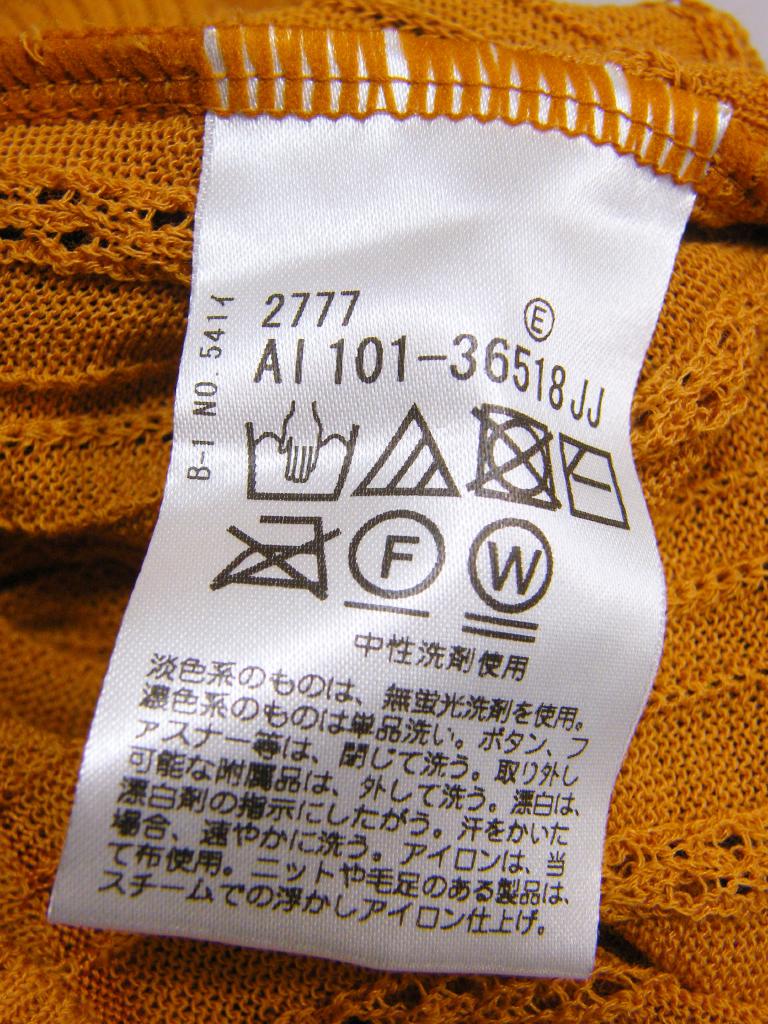 B-1 NO. 541イ
2777
Ⓔ
AI 101-36518JJ
F
W
中性洗剤使用
淡色系のものは、無蛍光洗剤を使用。
濃色系のものは単品洗い。ボタン、フ
ァスナー等は、閉じて洗う。取り外し
可能な附属品は、外して洗う。漂白は、
漂白剤の指示にしたがう。汗をかいた
場合、速やかに洗う。アイロンは、当
て布使用。ニットや毛足のある製品は、
スチームでの浮かしアイロン仕上げ。